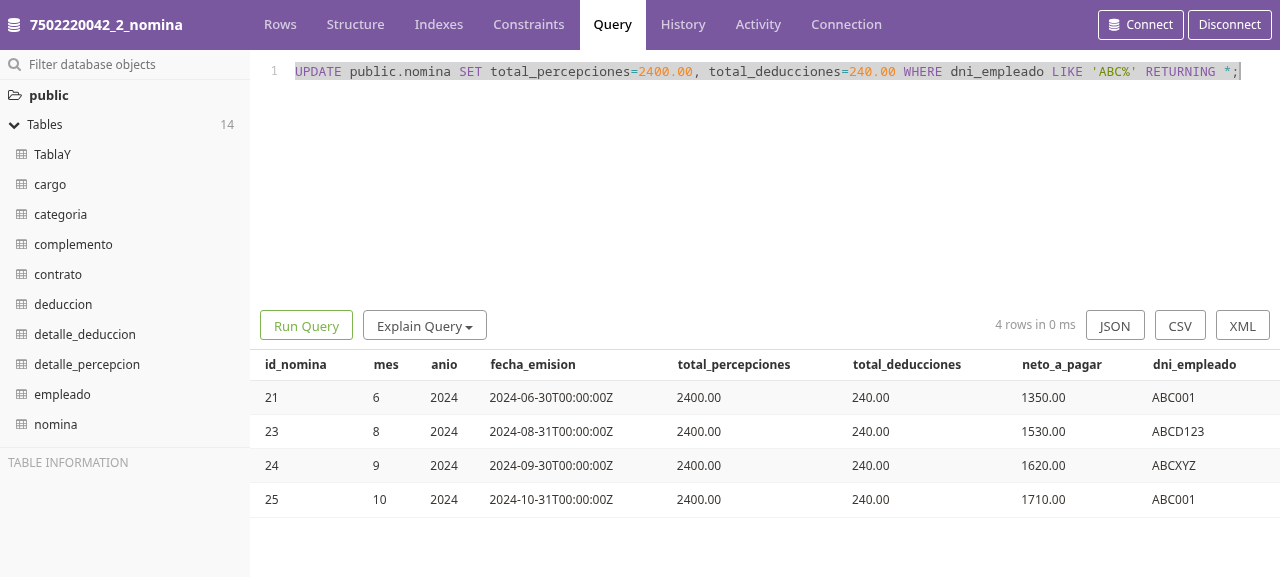 7502220042_2_nomina
Rows Structure Indexes Constraints Query History Activity Connection Connect Disconnect
Filter database objects
public
Tables 14
TablaY
cargo
categoria
complemento
contrato
deduccion
detalle_deduccion
detalle_percepcion
empleado
nomina
TABLE INFORMATION
1 UPDATE public.nomina SET total_percepciones=2400.00, total_deducciones=240.00 WHERE dni_empleado LIKE 'ABC%' RETURNING *;
Run Query Explain Query 4 rows in 0 ms JSON CSV XML
id_nomina mes anio fecha_emision total_percepciones total_deducciones neto_a_pagar dni_empleado
21 6 2024 2024-06-30T00:00:00Z 2400.00 240.00 1350.00 ABC001
23 8 2024 2024-08-31T00:00:00Z 2400.00 240.00 1530.00 ABCD123
24 9 2024 2024-09-30T00:00:00Z 2400.00 240.00 1620.00 ABCXYZ
25 10 2024 2024-10-31T00:00:00Z 2400.00 240.00 1710.00 ABC001